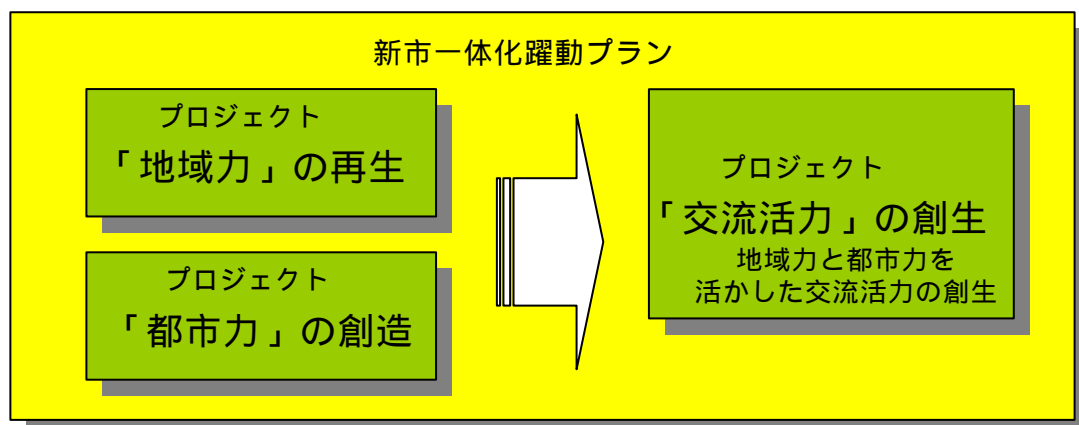 新市一体化躍動プラン
プロジェクト
「地域力」の再生
プロジェクト
「都市力」の創造
プロジェクト
「交流活力」の創生
地域力と都市力を
活かした交流活力の創生